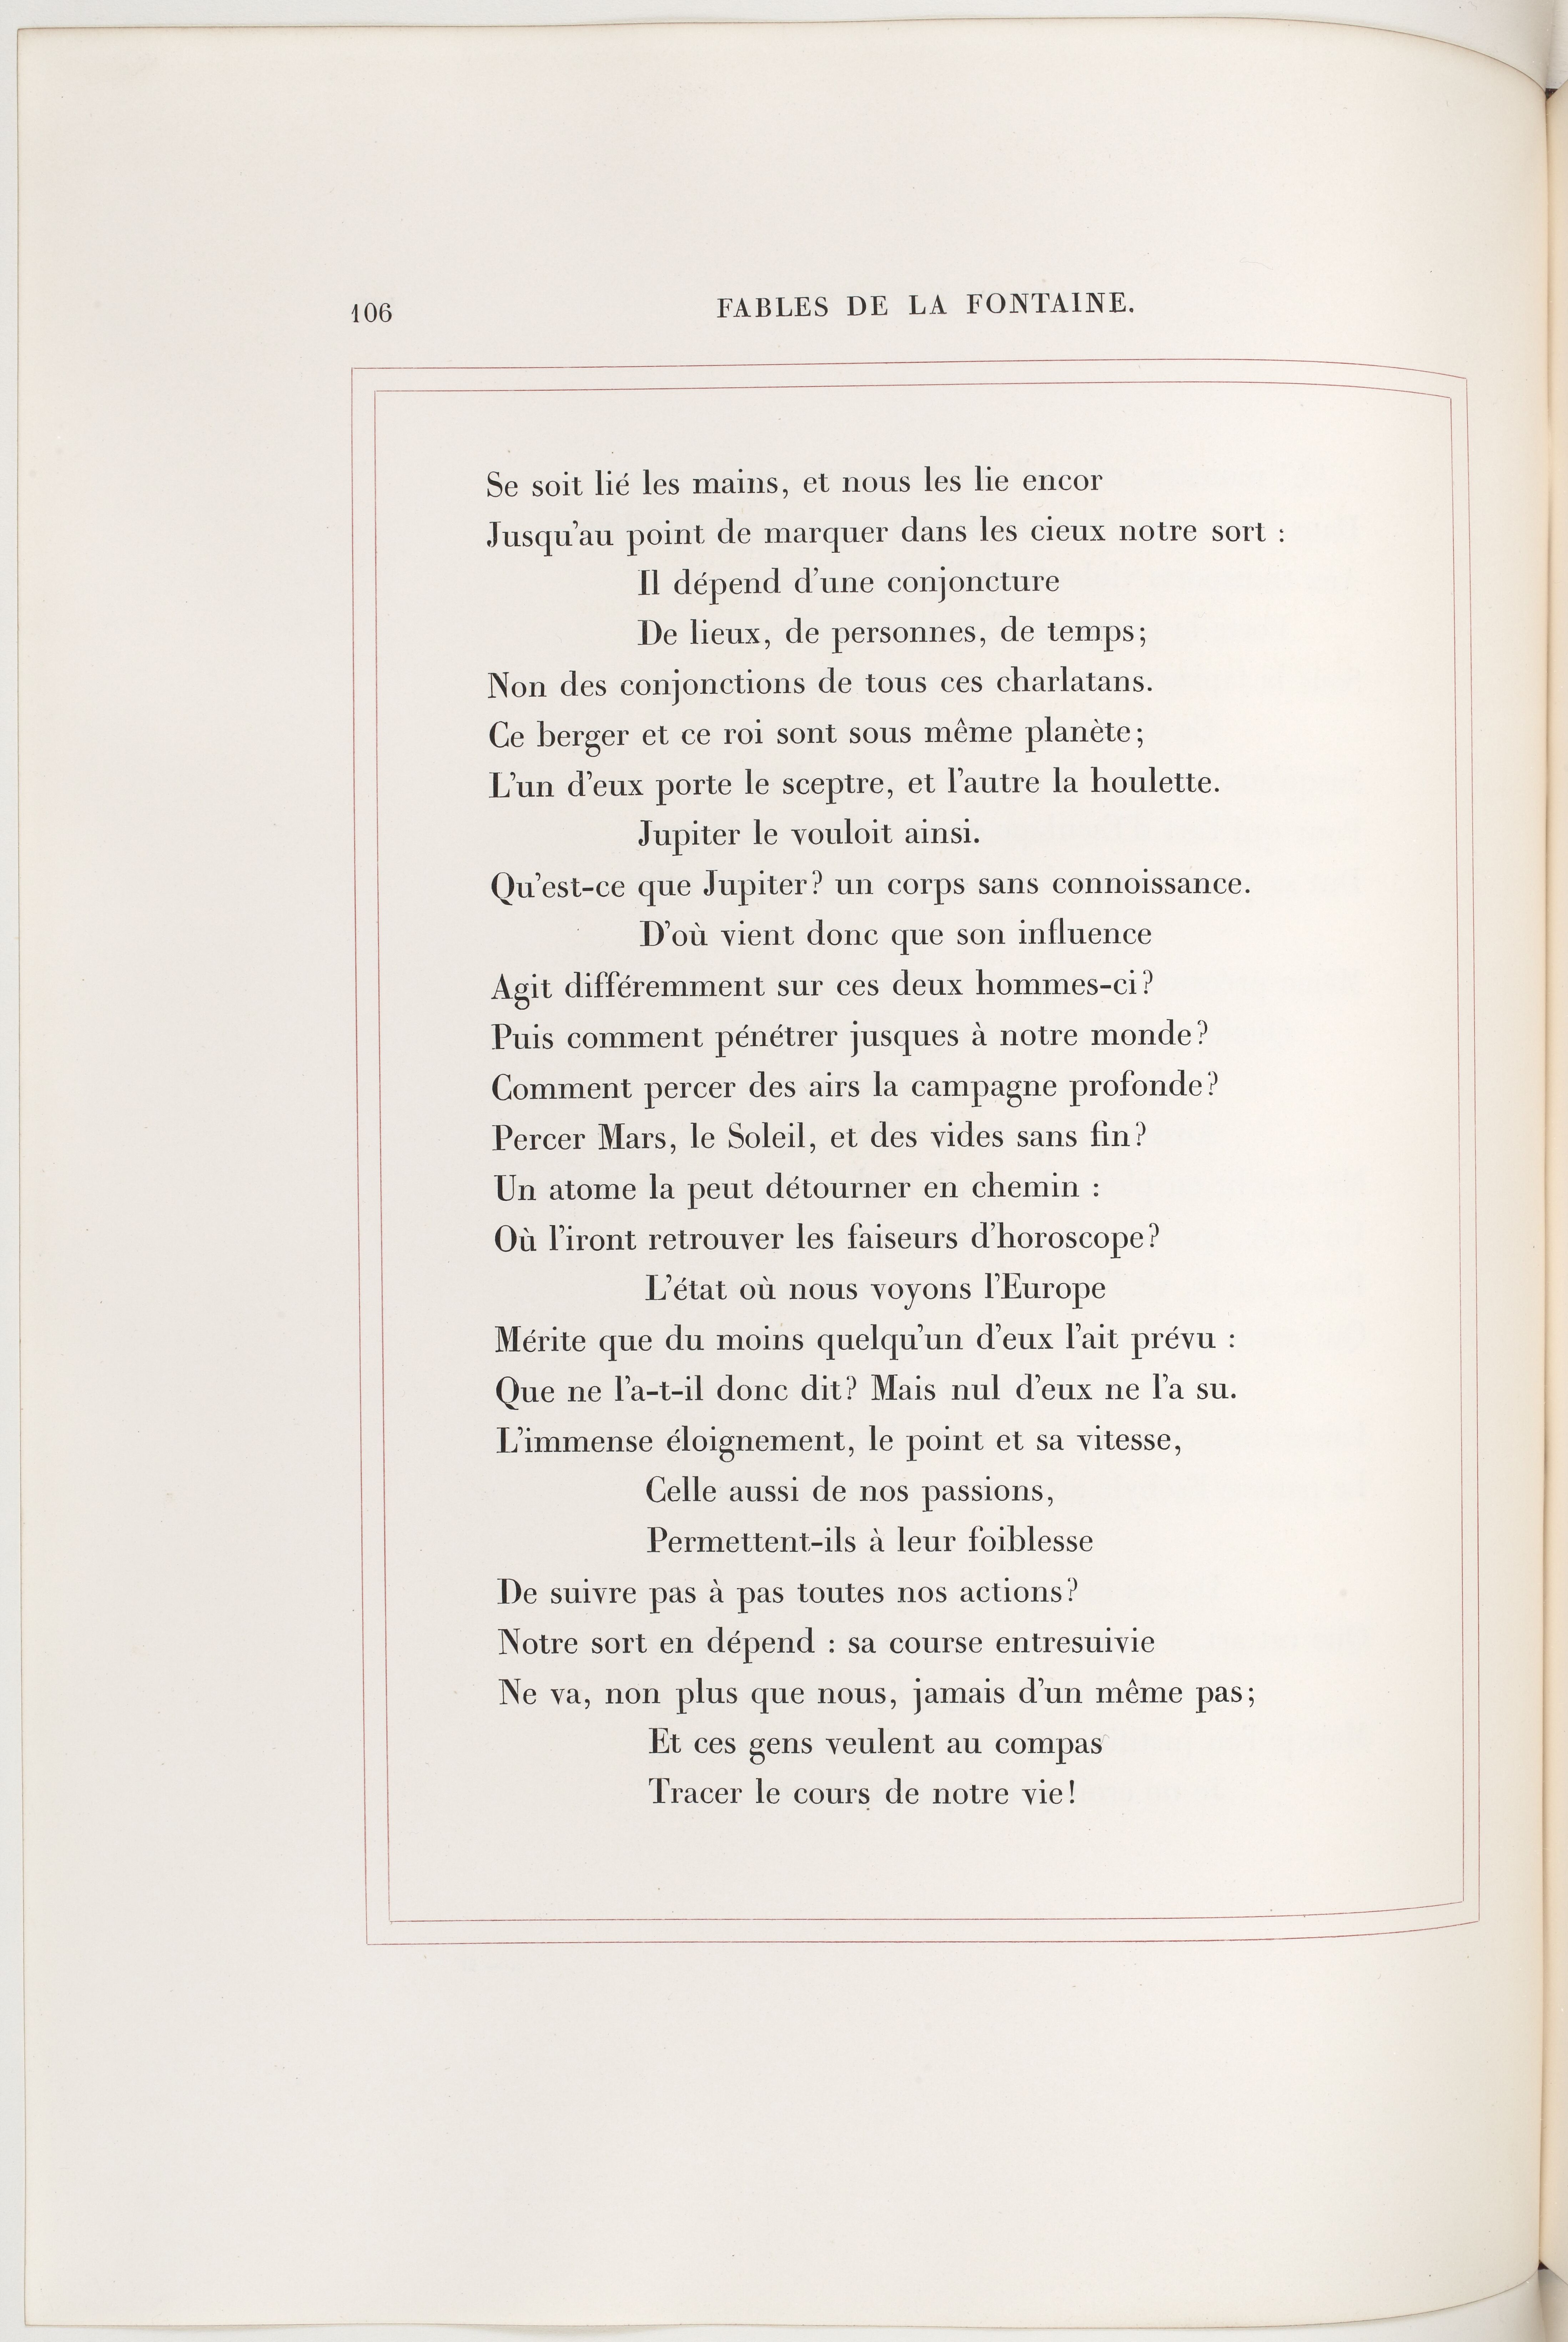 106
FABLES DE LA FONTAINE.
Se soit lié les mains, et nous les lie encor
Jusqu'au point de marquer dans les cieux notre sort :
Il dépend d'une conjoncture
De lieux, de personnes, de temps;
Non des conjonctions de tous ces charlatans.
Ce berger et ce roi sont sous même planète;
L'un d'eux porte le sceptre, et l'autre la houlette.
Jupiter le vouloit ainsi.
Qu'est-ce que Jupiter? un corps sans connoissance.
D'où vient donc que son influence
Agit différemment sur ces deux hommes-ci?
Puis comment pénétrer jusques à notre monde?
Comment percer des airs la campagne profonde?
Percer Mars, le Soleil, et des vides sans fin?
Un atome la peut détourner en chemin :
Où l'iront retrouver les faiseurs d'horoscope?
L'état où nous voyons l'Europe
Mérite que du moins quelqu'un d'eux l'ait prévu :
Que ne l'a-t-il donc dit? Mais nul d'eux ne l'a su.
L'immense éloignement, le point et sa vitesse,
Celle aussi de nos passions,
Permettent-ils à leur foiblesse
De suivre pas à pas toutes nos actions?
Notre sort en dépend : sa course entresuivie
Ne va, non plus que nous, jamais d'un même pas;
Et ces gens veulent au compas
Tracer le cours de notre vie!